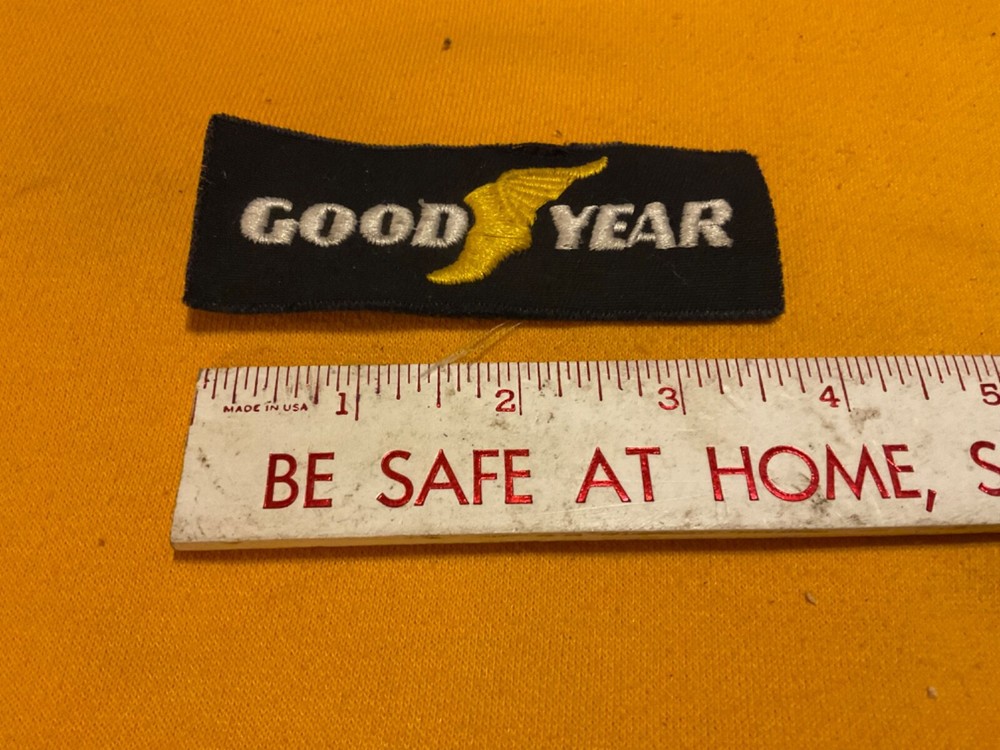 GOOD YEAR
1 2 3 4 5
MADE IN USA
BE SAFE AT HOME, S